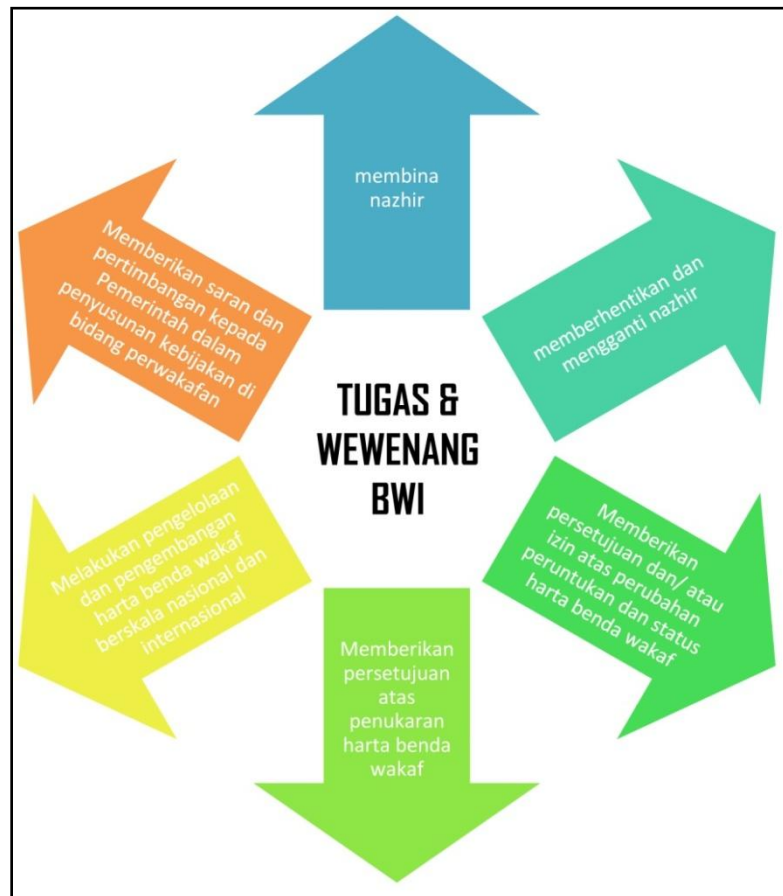 membina
nazhir
memberhentikan dan
mengganti nazhir
Memberikan
persetujuan dan/ atau
izin atas perubahan
peruntukan dan status
harta benda wakaf
Memberikan
persetujuan
atas
penukaran
harta benda
wakaf
Melakukan pengelolaan
dan pengembangan
harta benda wakaf
berskala nasional dan
internasional
Memberikan saran dan
pertimbangan kepada
Pemerintah dalam
penyusunan kebijakan di
bidang perwakafan
TUGAS &
WEWENANG
BWI